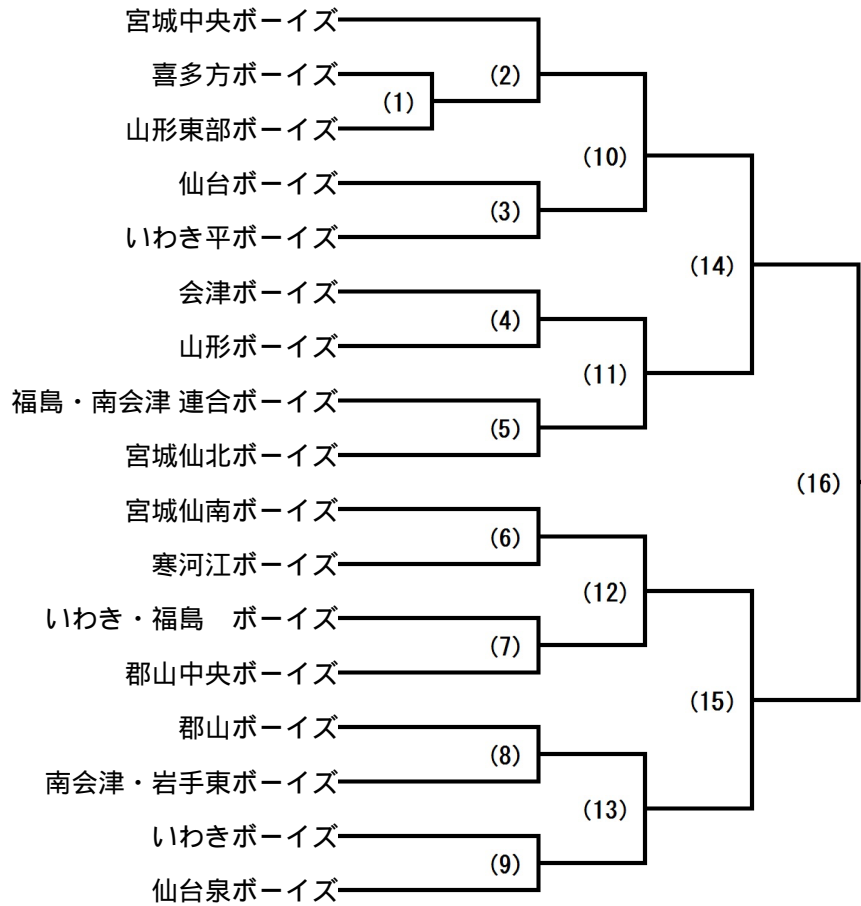 宮城中央ボーイズ
喜多方ボーイズ
(2)
(1)
山形東部ボーイズ
(10)
仙台ボーイズ
(3)
いわき平ボーイズ
(14)
会津ボーイズ
(4)
山形ボーイズ
(11)
福島・南会津 連合ボーイズ
(5)
宮城仙北ボーイズ
(16)
宮城仙南ボーイズ
(6)
寒河江ボーイズ
(12)
いわき・福島　ボーイズ
(7)
郡山中央ボーイズ
(15)
郡山ボーイズ
(8)
南会津・岩手東ボーイズ
(13)
いわきボーイズ
(9)
仙台泉ボーイズ